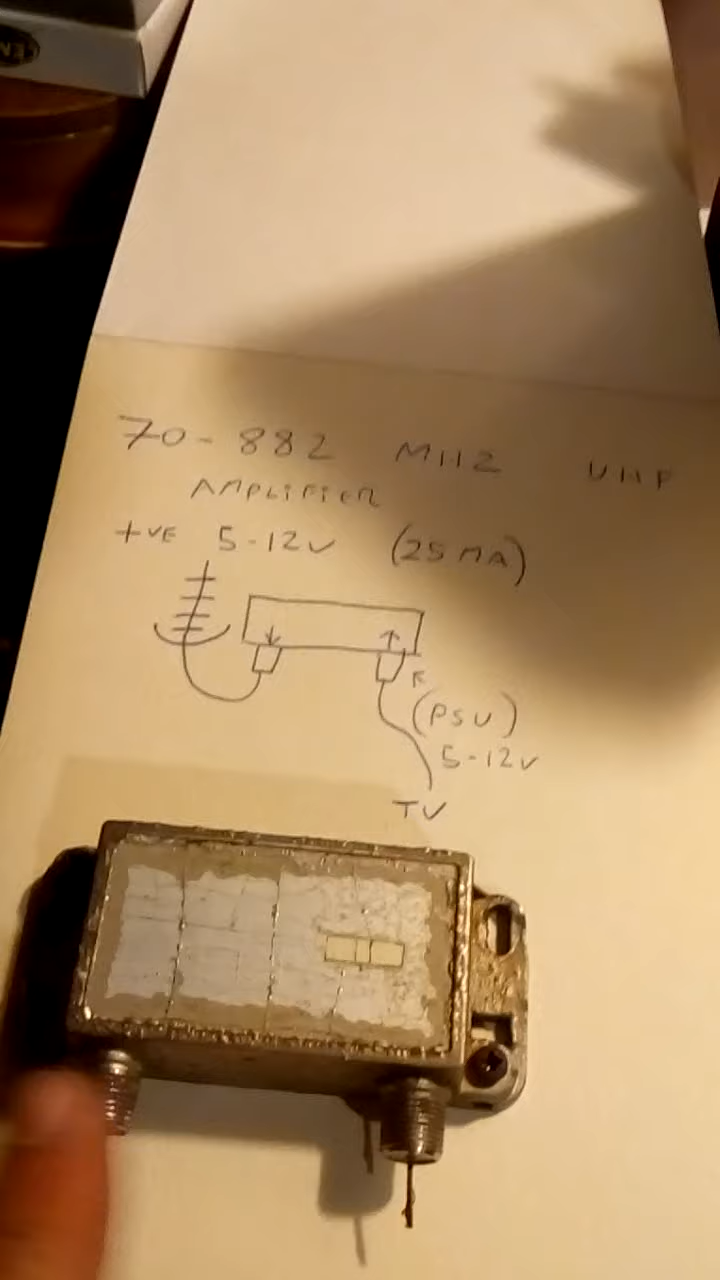 70-882 MHZ UHF
AMPLIFIER
+VE 5-12V (25MA)
F
(PSU)
5-12V
TV